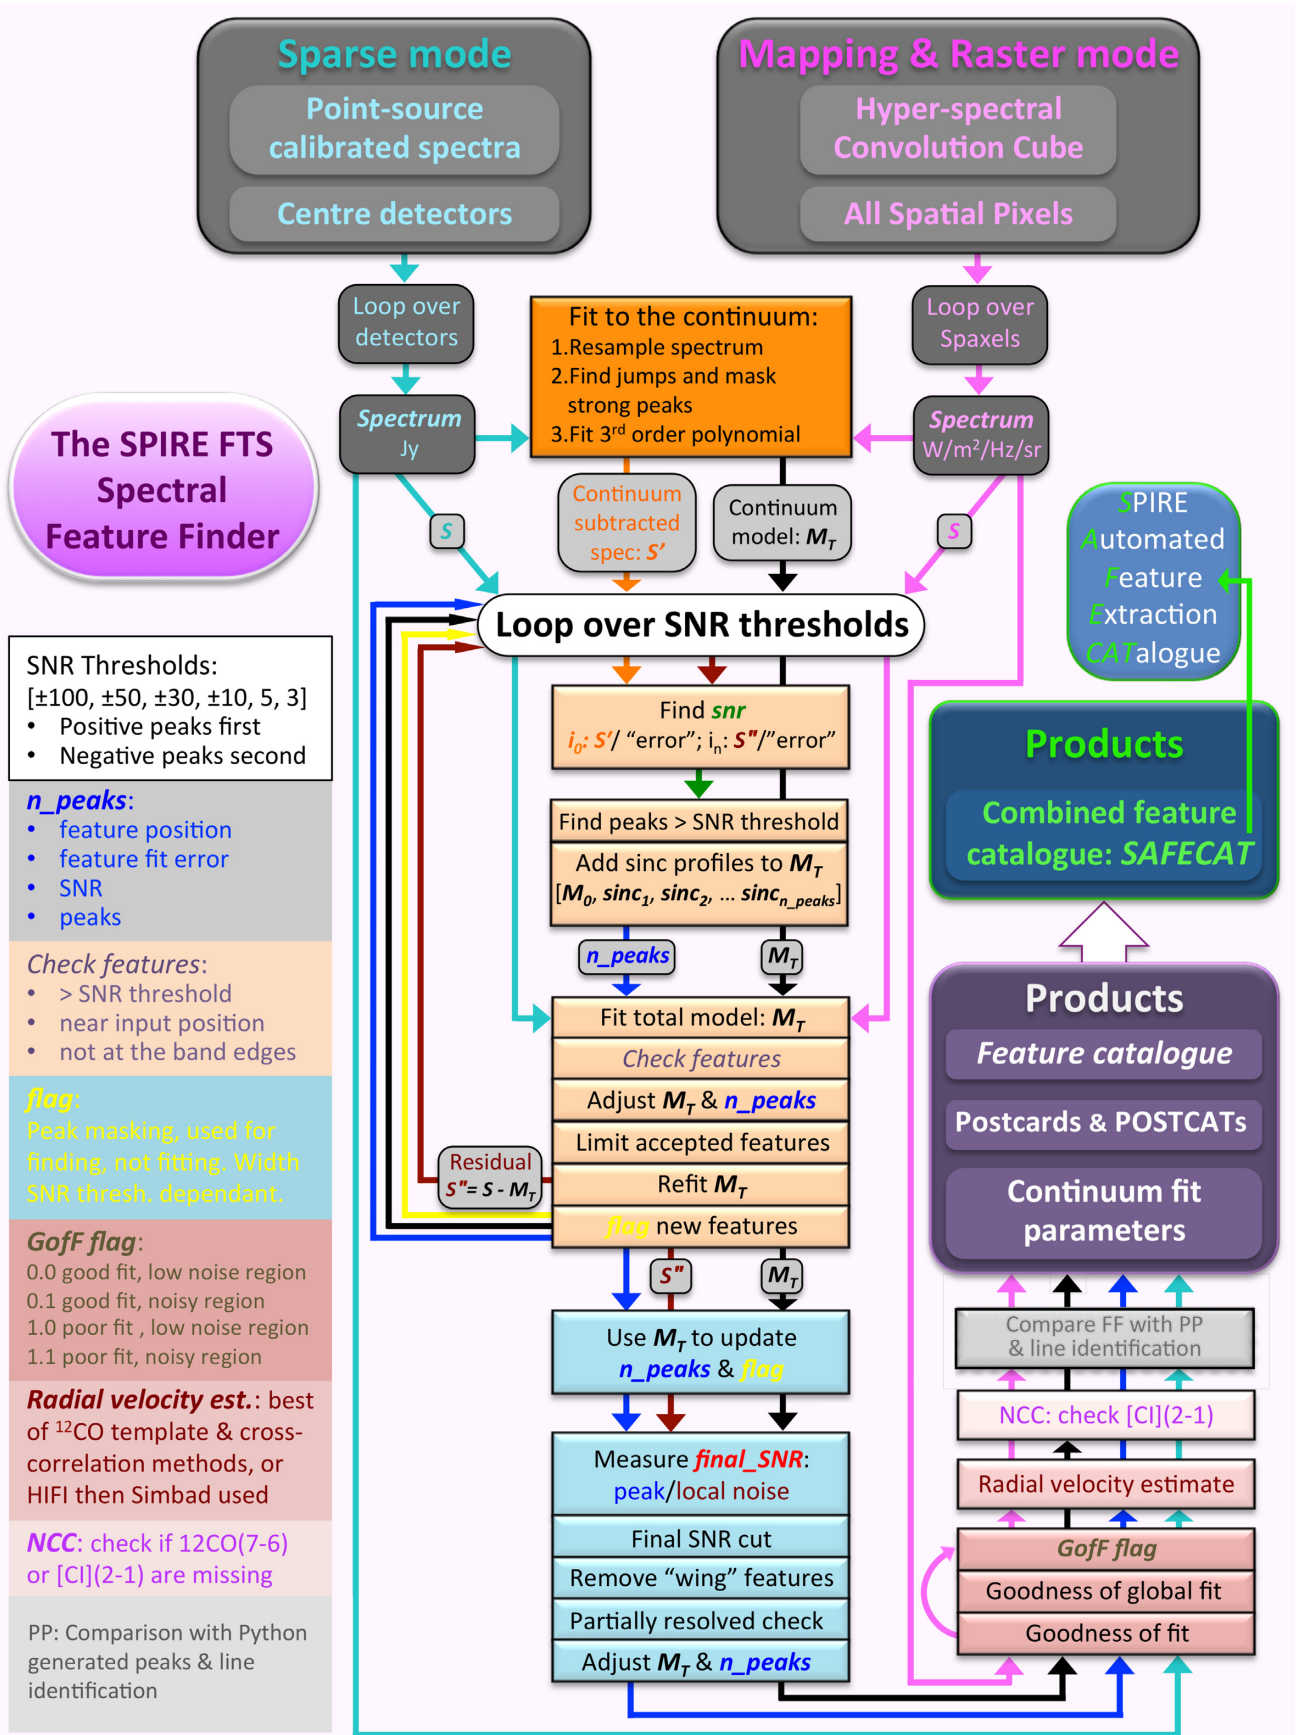 Sparse mode
Point-source
calibrated spectra
Centre detectors
Mapping & Raster mode
Hyper-spectral
Convolution Cube
All Spatial Pixels
Loop over
detectors
Spectrum
Jy
Fit to the continuum:
1.Resample spectrum
2.Find jumps and mask
strong peaks
3.Fit 3rd order polynomial
Loop over
Spaxels
Spectrum
W/m²/Hz/sr
The SPIRE FTS
Spectral
Feature Finder
S
Continuum
subtracted
spec: S'
Continuum
model: M_T
S
SPIRE
Automated
Feature
Extraction
CATalogue
Loop over SNR thresholds
SNR Thresholds:
[±100, ±50, ±30, ±10, 5, 3]
• Positive peaks first
• Negative peaks second
n_peaks:
• feature position
• feature fit error
• SNR
• peaks
Check features:
• > SNR threshold
• near input position
• not at the band edges
flag:
Peak masking, used for
finding, not fitting. Width
SNR thresh. dependant.
GofF flag:
0.0 good fit, low noise region
0.1 good fit, noisy region
1.0 poor fit , low noise region
1.1 poor fit, noisy region
Radial velocity est.: best
of ¹²CO template & cross-
correlation methods, or
HIFI then Simbad used
NCC: check if 12CO(7-6)
or [CI](2-1) are missing
PP: Comparison with Python
generated peaks & line
identification
Find snr
i₀: S'/ “error”; iₙ: S"/”error”
Find peaks > SNR threshold
Add sinc profiles to M_T
[M₀, sinc₁, sinc₂, ... sinc_n_peaks]
n_peaks
M_T
Fit total model: M_T
Check features
Adjust M_T & n_peaks
Limit accepted features
Refit M_T
flag new features
Residual
S"= S - M_T
S"
M_T
Use M_T to update
n_peaks & flag
Measure final_SNR:
peak/local noise
Final SNR cut
Remove “wing” features
Partially resolved check
Adjust M_T & n_peaks
Products
Combined feature
catalogue: SAFECAT
Products
Feature catalogue
Postcards & POSTCATs
Continuum fit
parameters
Compare FF with PP
& line identification
NCC: check [CI](2-1)
Radial velocity estimate
GofF flag
Goodness of global fit
Goodness of fit